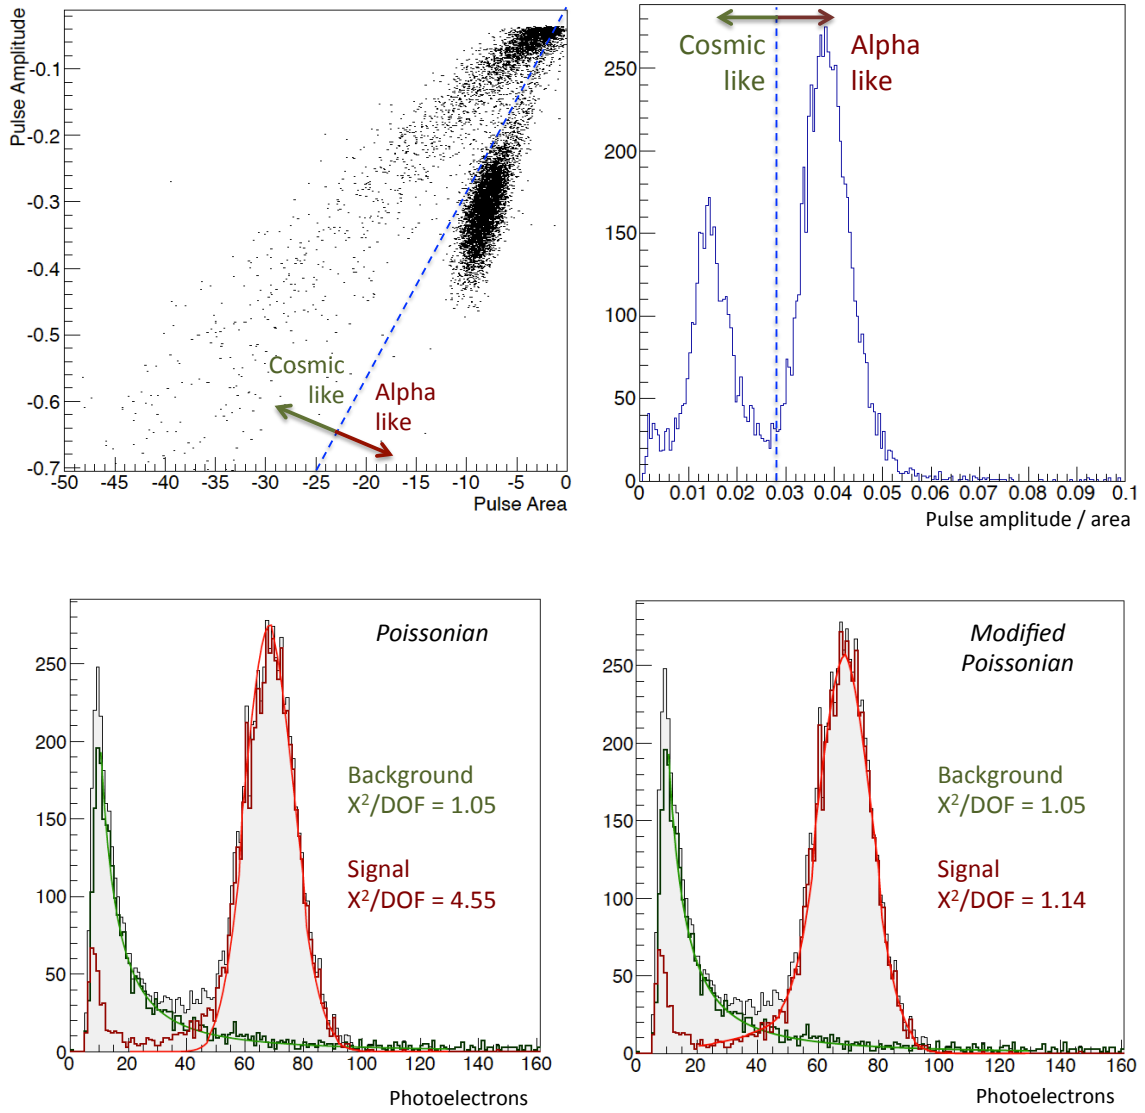 Pulse Amplitude
-0.1
-0.2
-0.3
-0.4
-0.5
-0.6
-0.7
Cosmic
like
Alpha
like
-50 -45 -40 -35 -30 -25 -20 -15 -10 -5 0
Pulse Area
250
200
150
100
50
0
Cosmic
like
Alpha
like
0 0.01 0.02 0.03 0.04 0.05 0.06 0.07 0.08 0.09 0.1
Pulse amplitude / area
250
200
150
100
50
0
Poissonian
Background
X²/DOF = 1.05
Signal
X²/DOF = 4.55
0 20 40 60 80 100 120 140 160
Photoelectrons
250
200
150
100
50
0
Modified
Poissonian
Background
X²/DOF = 1.05
Signal
X²/DOF = 1.14
0 20 40 60 80 100 120 140 160
Photoelectrons